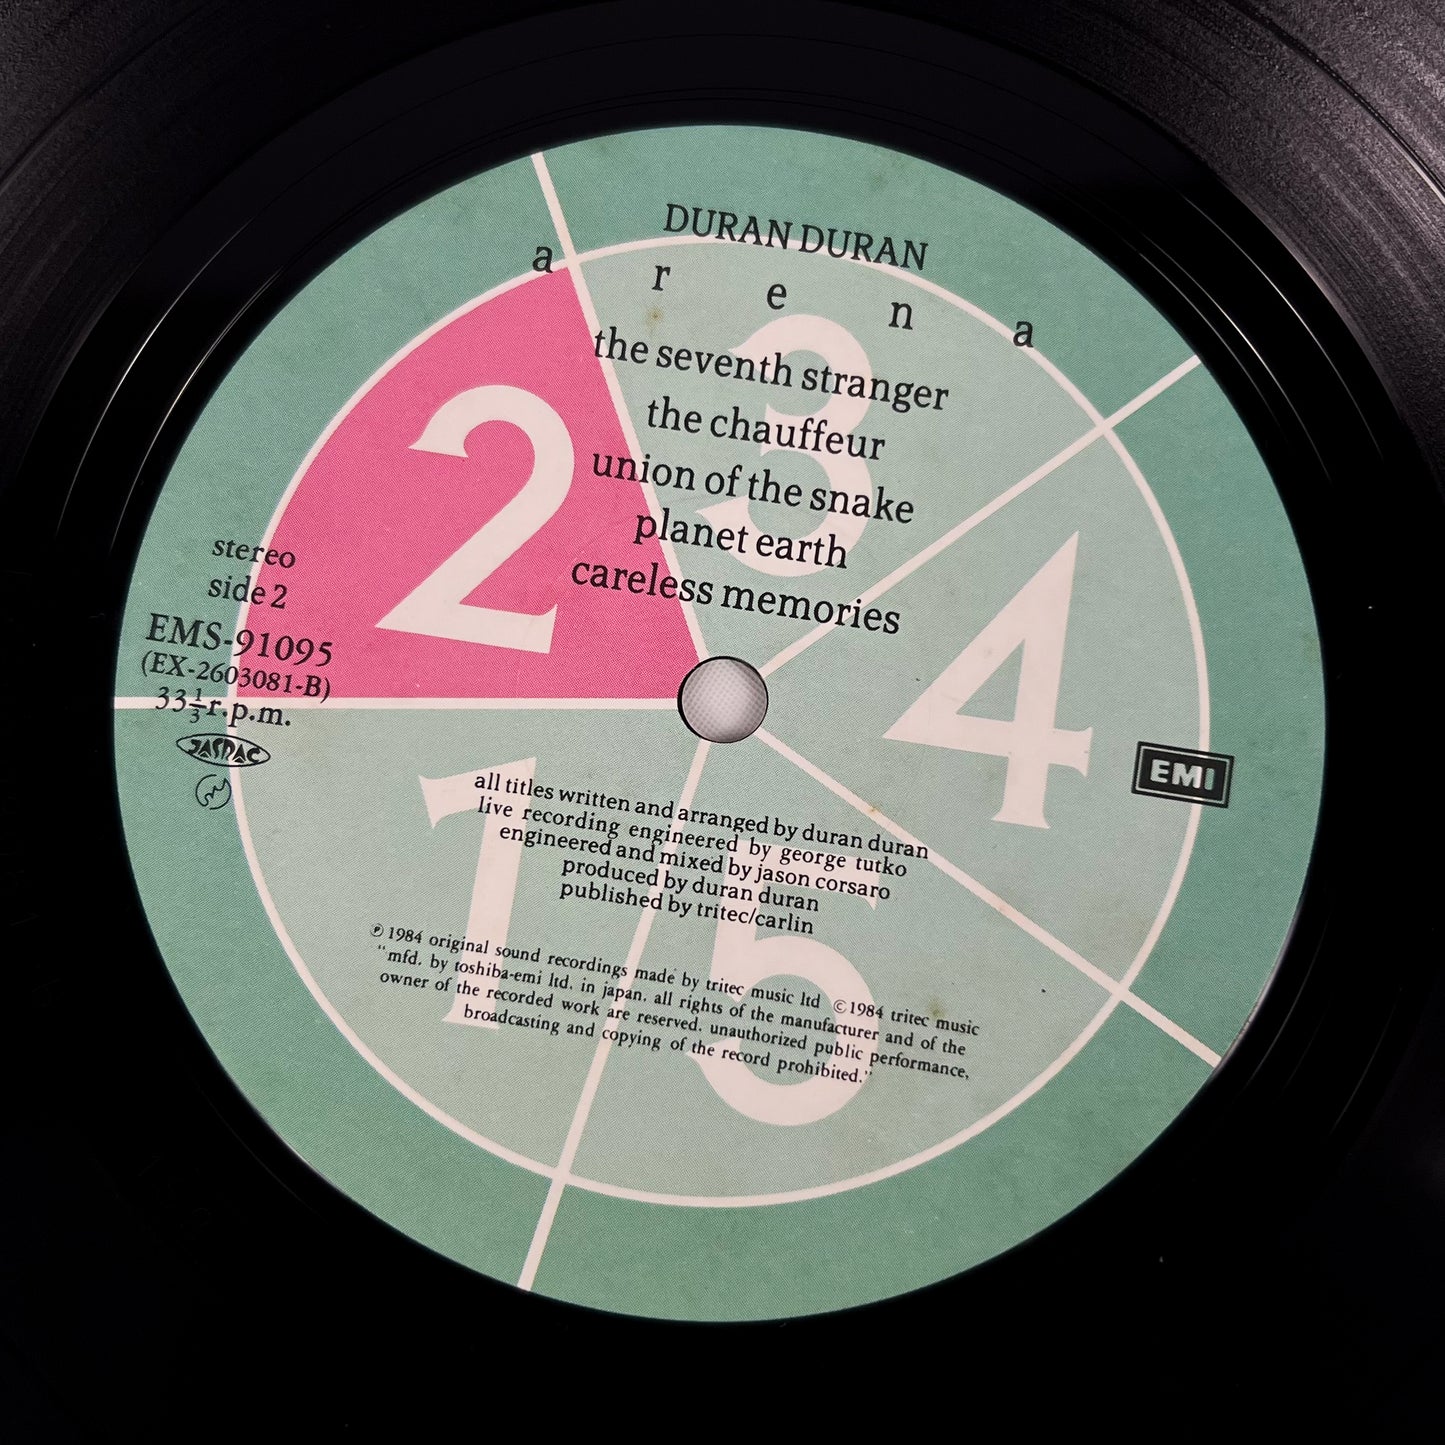 DURAN DURAN
a r e n a
the seventh stranger
the chauffeur
union of the snake
planet earth
careless memories
2
3
4
stereo
side 2
EMS-91095
(EX-2603081-B)
33⅓r.p.m.
JASRAC
EMI
1
5
all titles written and arranged by duran duran
live recording engineered by george tutko
engineered and mixed by jason corsaro
produced by duran duran
published by tritec/carlin
℗ 1984 original sound recordings made by tritec music ltd ©1984 tritec music
“mfd. by toshiba-emi ltd. in japan. all rights of the manufacturer and of the
owner of the recorded work are reserved. unauthorized public performance,
broadcasting and copying of the record prohibited.”